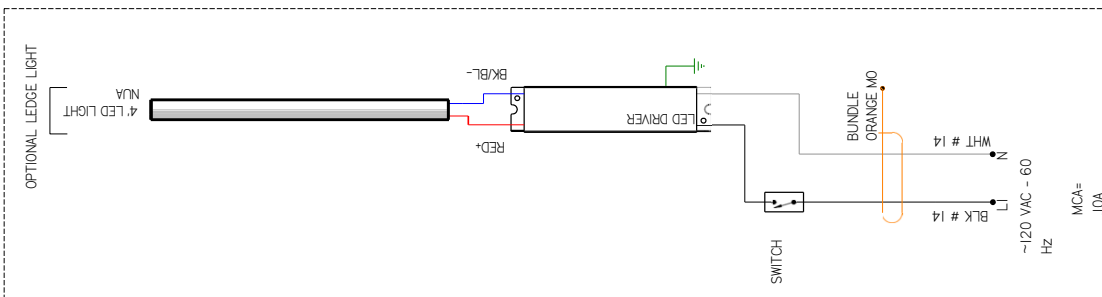 OPTIONAL LEDGE LIGHT
4' LED LIGHT
NUA
BK/BL-
RED+
LED DRIVER
BUNDLE
ORANGE MO
WHT # 14
N
BLK # 14
L1
~120 VAC - 60
Hz
MCA=
10A
SWITCH